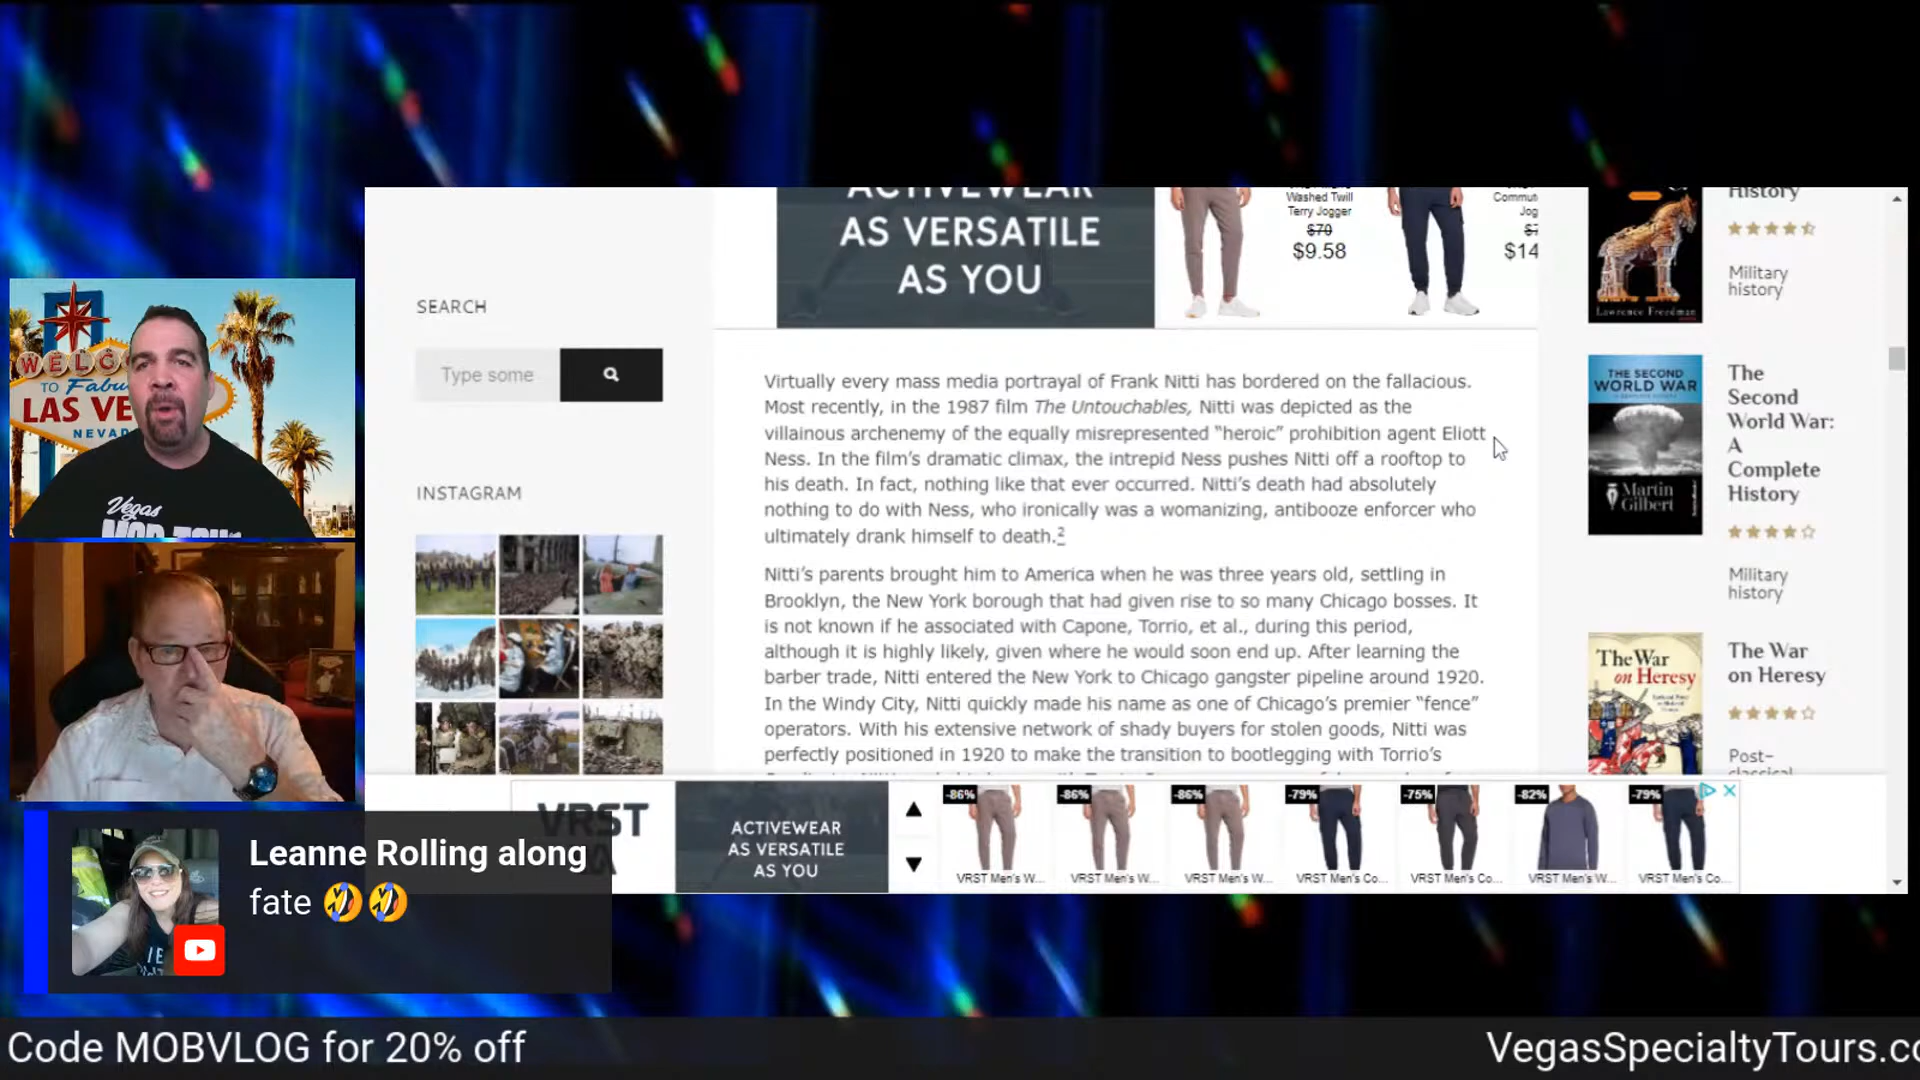 WELCO
TO Fabu
LAS VE
NEVAD
Vegas
MOB TOUR
SEARCH
Type some
INSTAGRAM
ACTIVEWEAR
AS VERSATILE
AS YOU
Washed Twill
Terry Jogger
$70
$9.58
Commut
Jog
$14
Virtually every mass media portrayal of Frank Nitti has bordered on the fallacious.
Most recently, in the 1987 film The Untouchables, Nitti was depicted as the
villainous archenemy of the equally misrepresented “heroic” prohibition agent Eliott
Ness. In the film’s dramatic climax, the intrepid Ness pushes Nitti off a rooftop to
his death. In fact, nothing like that ever occurred. Nitti’s death had absolutely
nothing to do with Ness, who ironically was a womanizing, antibooze enforcer who
ultimately drank himself to death.2
Nitti’s parents brought him to America when he was three years old, settling in
Brooklyn, the New York borough that had given rise to so many Chicago bosses. It
is not known if he associated with Capone, Torrio, et al., during this period,
although it is highly likely, given where he would soon end up. After learning the
barber trade, Nitti entered the New York to Chicago gangster pipeline around 1920.
In the Windy City, Nitti quickly made his name as one of Chicago’s premier “fence”
operators. With his extensive network of shady buyers for stolen goods, Nitti was
perfectly positioned in 1920 to make the transition to bootlegging with Torrio’s
History
Lawrence Freedman
Military
history
THE SECOND
WORLD WAR
Martin
Gilbert
The
Second
World War:
A
Complete
History
Military
history
The War
on Heresy
The War
on Heresy
Post-
classical
VRST
ACTIVEWEAR
AS VERSATILE
AS YOU
-86%
VRST Men's W...
-86%
VRST Men's W...
-86%
VRST Men's W...
-79%
VRST Men's Co...
-75%
VRST Men's Co...
-82%
VRST Men's W...
-79%
VRST Men's Co...
Leanne Rolling along
fate 🤣🤣
Code MOBVLOG for 20% off
VegasSpecialtyTours.co